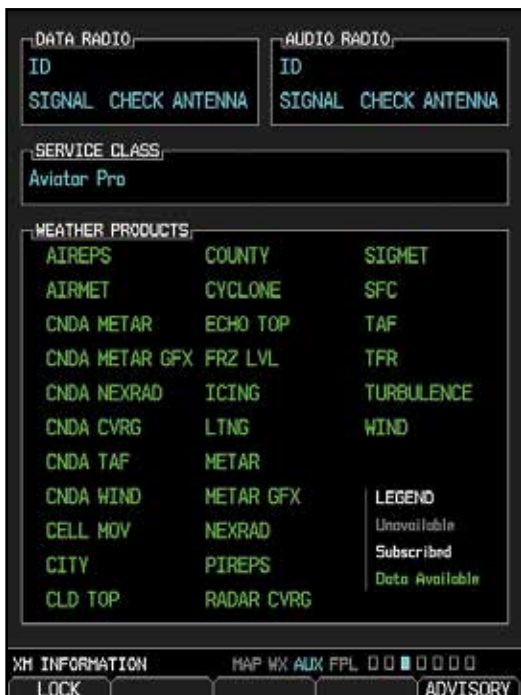 DATA RADIO
ID
SIGNAL CHECK ANTENNA
AUDIO RADIO
ID
SIGNAL CHECK ANTENNA
SERVICE CLASS
Aviator Pro
WEATHER PRODUCTS
AIREPS COUNTY SIGMET
AIRMET CYCLONE SFC
CNDA METAR ECHO TOP TAF
CNDA METAR GFX FRZ LVL TFR
CNDA NEXRAD ICING TURBULENCE
CNDA CVRG LTNG WIND
CNDA TAF METAR
CNDA WIND METAR GFX
CELL MOV NEXRAD
CITY PIREPS
CLD TOP RADAR CVRG
LEGEND
Unavailable
Subscribed
Data Available
XM INFORMATION MAP WX AUX FPL
LOCK ADVISORY